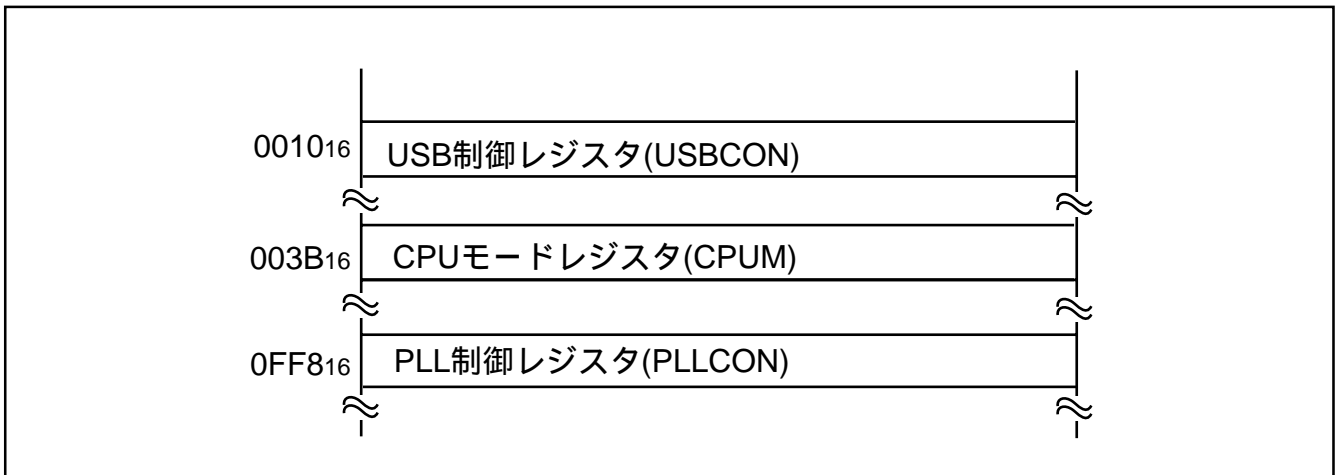 0010₁₆ USB制御レジスタ(USBCON)
003B₁₆ CPUモードレジスタ(CPUM)
0FF8₁₆ PLL制御レジスタ(PLLCON)